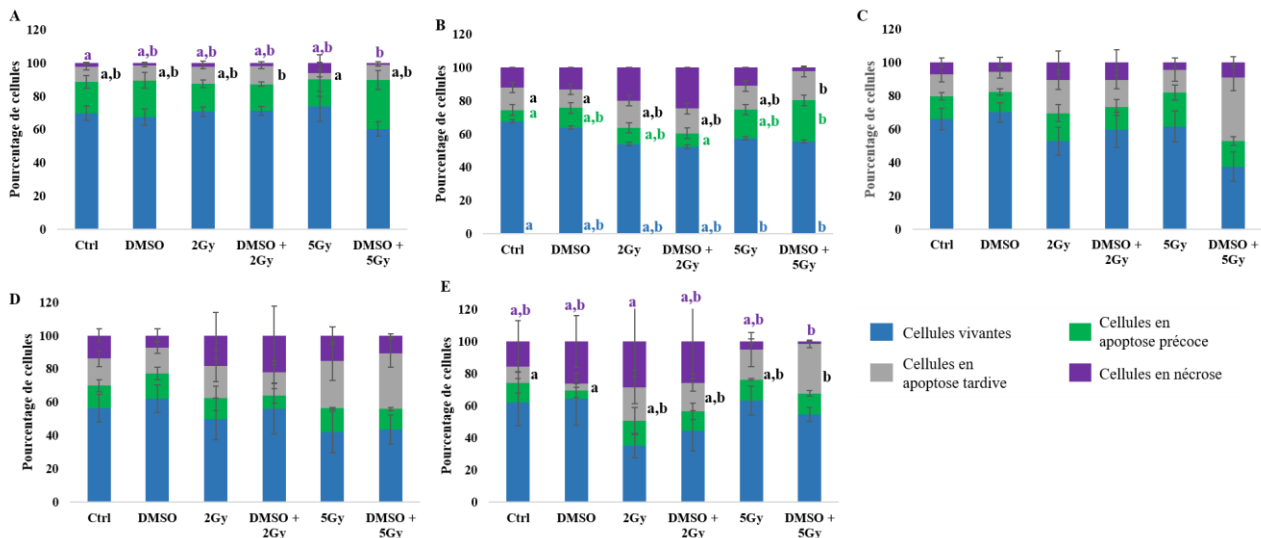 A
Pourcentage de cellules
120
100
80
60
40
20
0
a
a,b
a,b
a,b
a,b
b
a,b
a,b
a,b
b
a
a,b
Ctrl
DMSO
2Gy
DMSO +
2Gy
5Gy
DMSO +
5Gy
B
Pourcentage de cellules
120
100
80
60
40
20
0
a
a
a,b
a,b
a,b
b
a
a,b
a,b
a
a,b
b
a
a,b
a,b
a,b
b
b
Ctrl
DMSO
2Gy
DMSO +
2Gy
5Gy
DMSO +
5Gy
C
Pourcentage de cellules
120
100
80
60
40
20
0
Ctrl
DMSO
2Gy
DMSO +
2Gy
5Gy
DMSO +
5Gy
D
Pourcentage de cellules
120
100
80
60
40
20
0
Ctrl
DMSO
2Gy
DMSO +
2Gy
5Gy
DMSO +
5Gy
E
Pourcentage de cellules
120
100
80
60
40
20
0
a,b
a,b
a
a,b
a,b
b
a
a
a,b
a,b
a,b
b
Ctrl
DMSO
2Gy
DMSO +
2Gy
5Gy
DMSO +
5Gy
Cellules vivantes
Cellules en
apoptose précoce
Cellules en
apoptose tardive
Cellules en nécrose